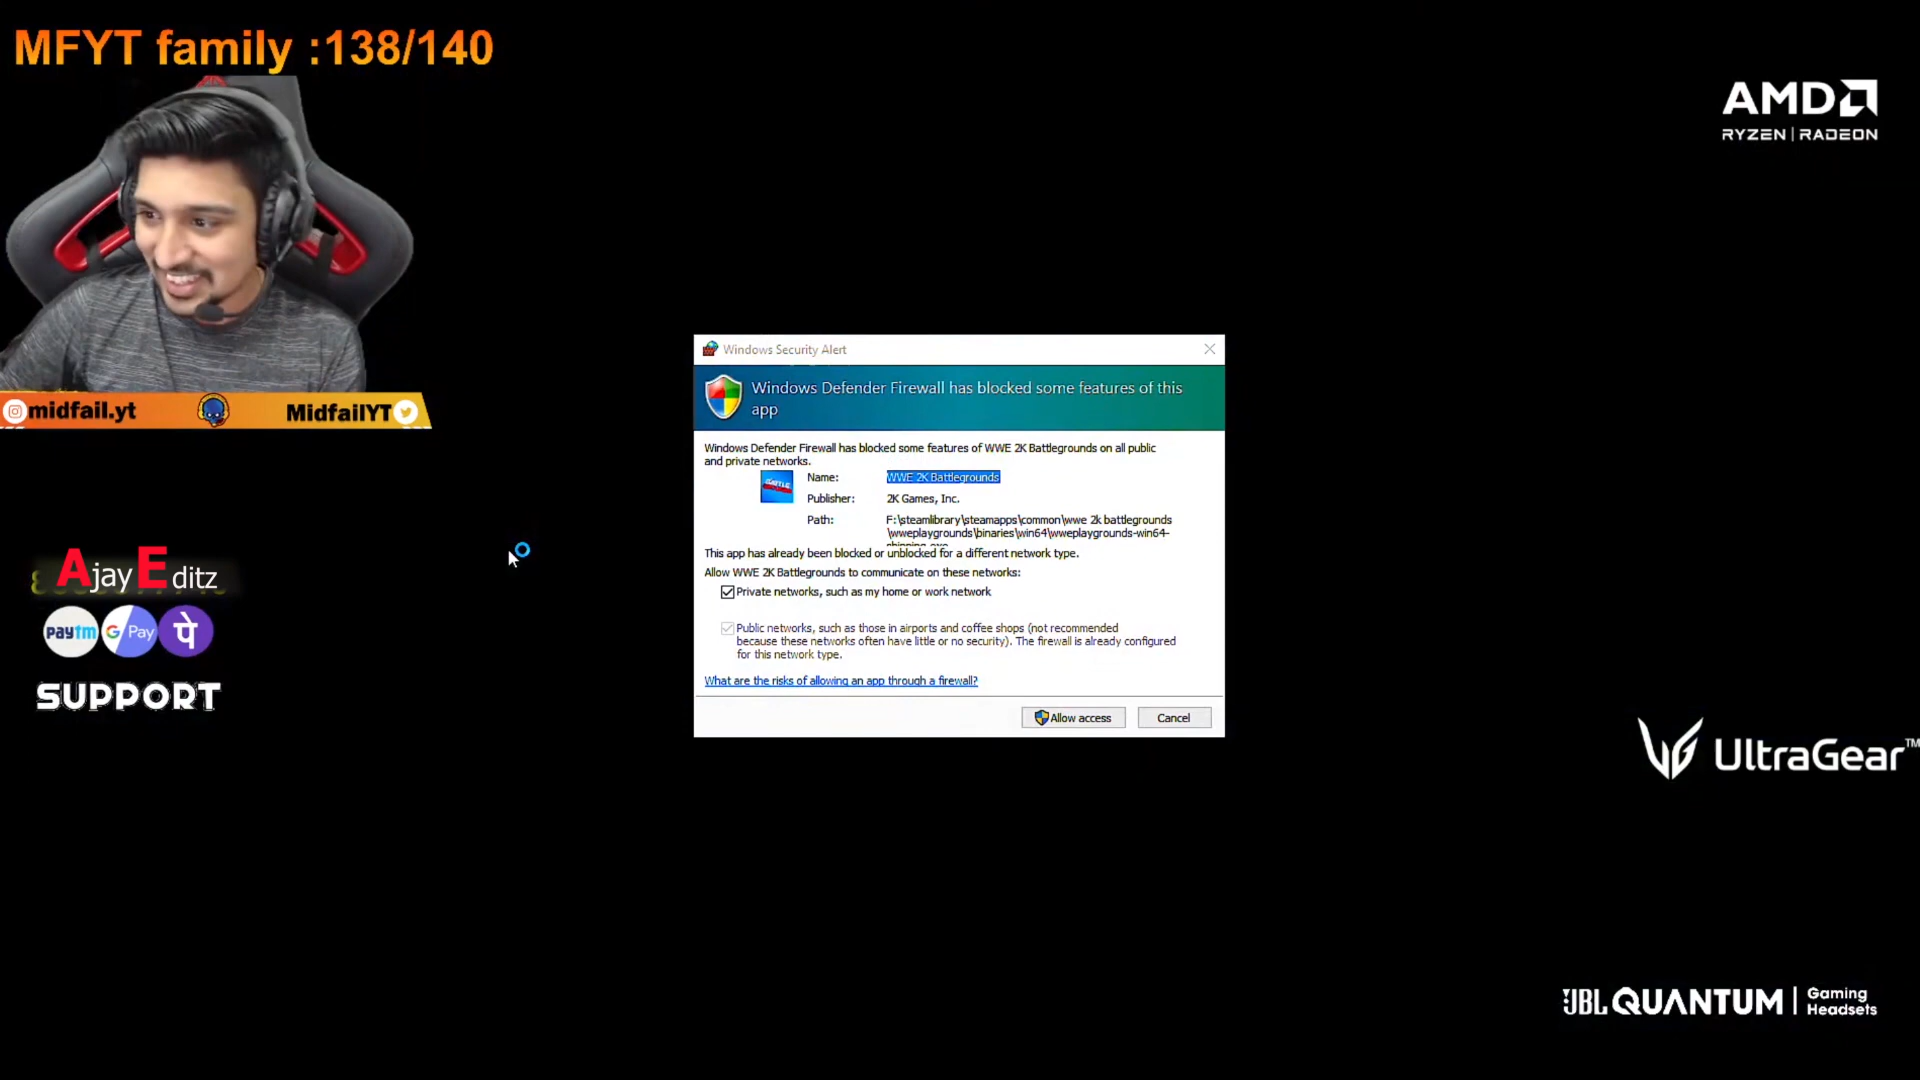 MFYT family :138/140
AMD
RYZEN | RADEON
midfail.yt
MidfailYT
Windows Security Alert
Windows Defender Firewall has blocked some features of this
app
Windows Defender Firewall has blocked some features of WWE 2K Battlegrounds on all public
and private networks.
Name: WWE 2K Battlegrounds
Publisher: 2K Games, Inc.
Path: F:\steamlibrary\steamapps\common\wwe 2k battlegrounds
\wweplaygrounds\binaries\win64\wweplaygrounds-win64-
This app has already been blocked or unblocked for a different network type.
Allow WWE 2K Battlegrounds to communicate on these networks:
Private networks, such as my home or work network
Public networks, such as those in airports and coffee shops (not recommended
because these networks often have little or no security). The firewall is already configured
for this network type.
What are the risks of allowing an app through a firewall?
Allow access
Cancel
Ajay Editz
paytm
G Pay
पे
SUPPORT
UltraGear™
JBL QUANTUM | Gaming
Headsets